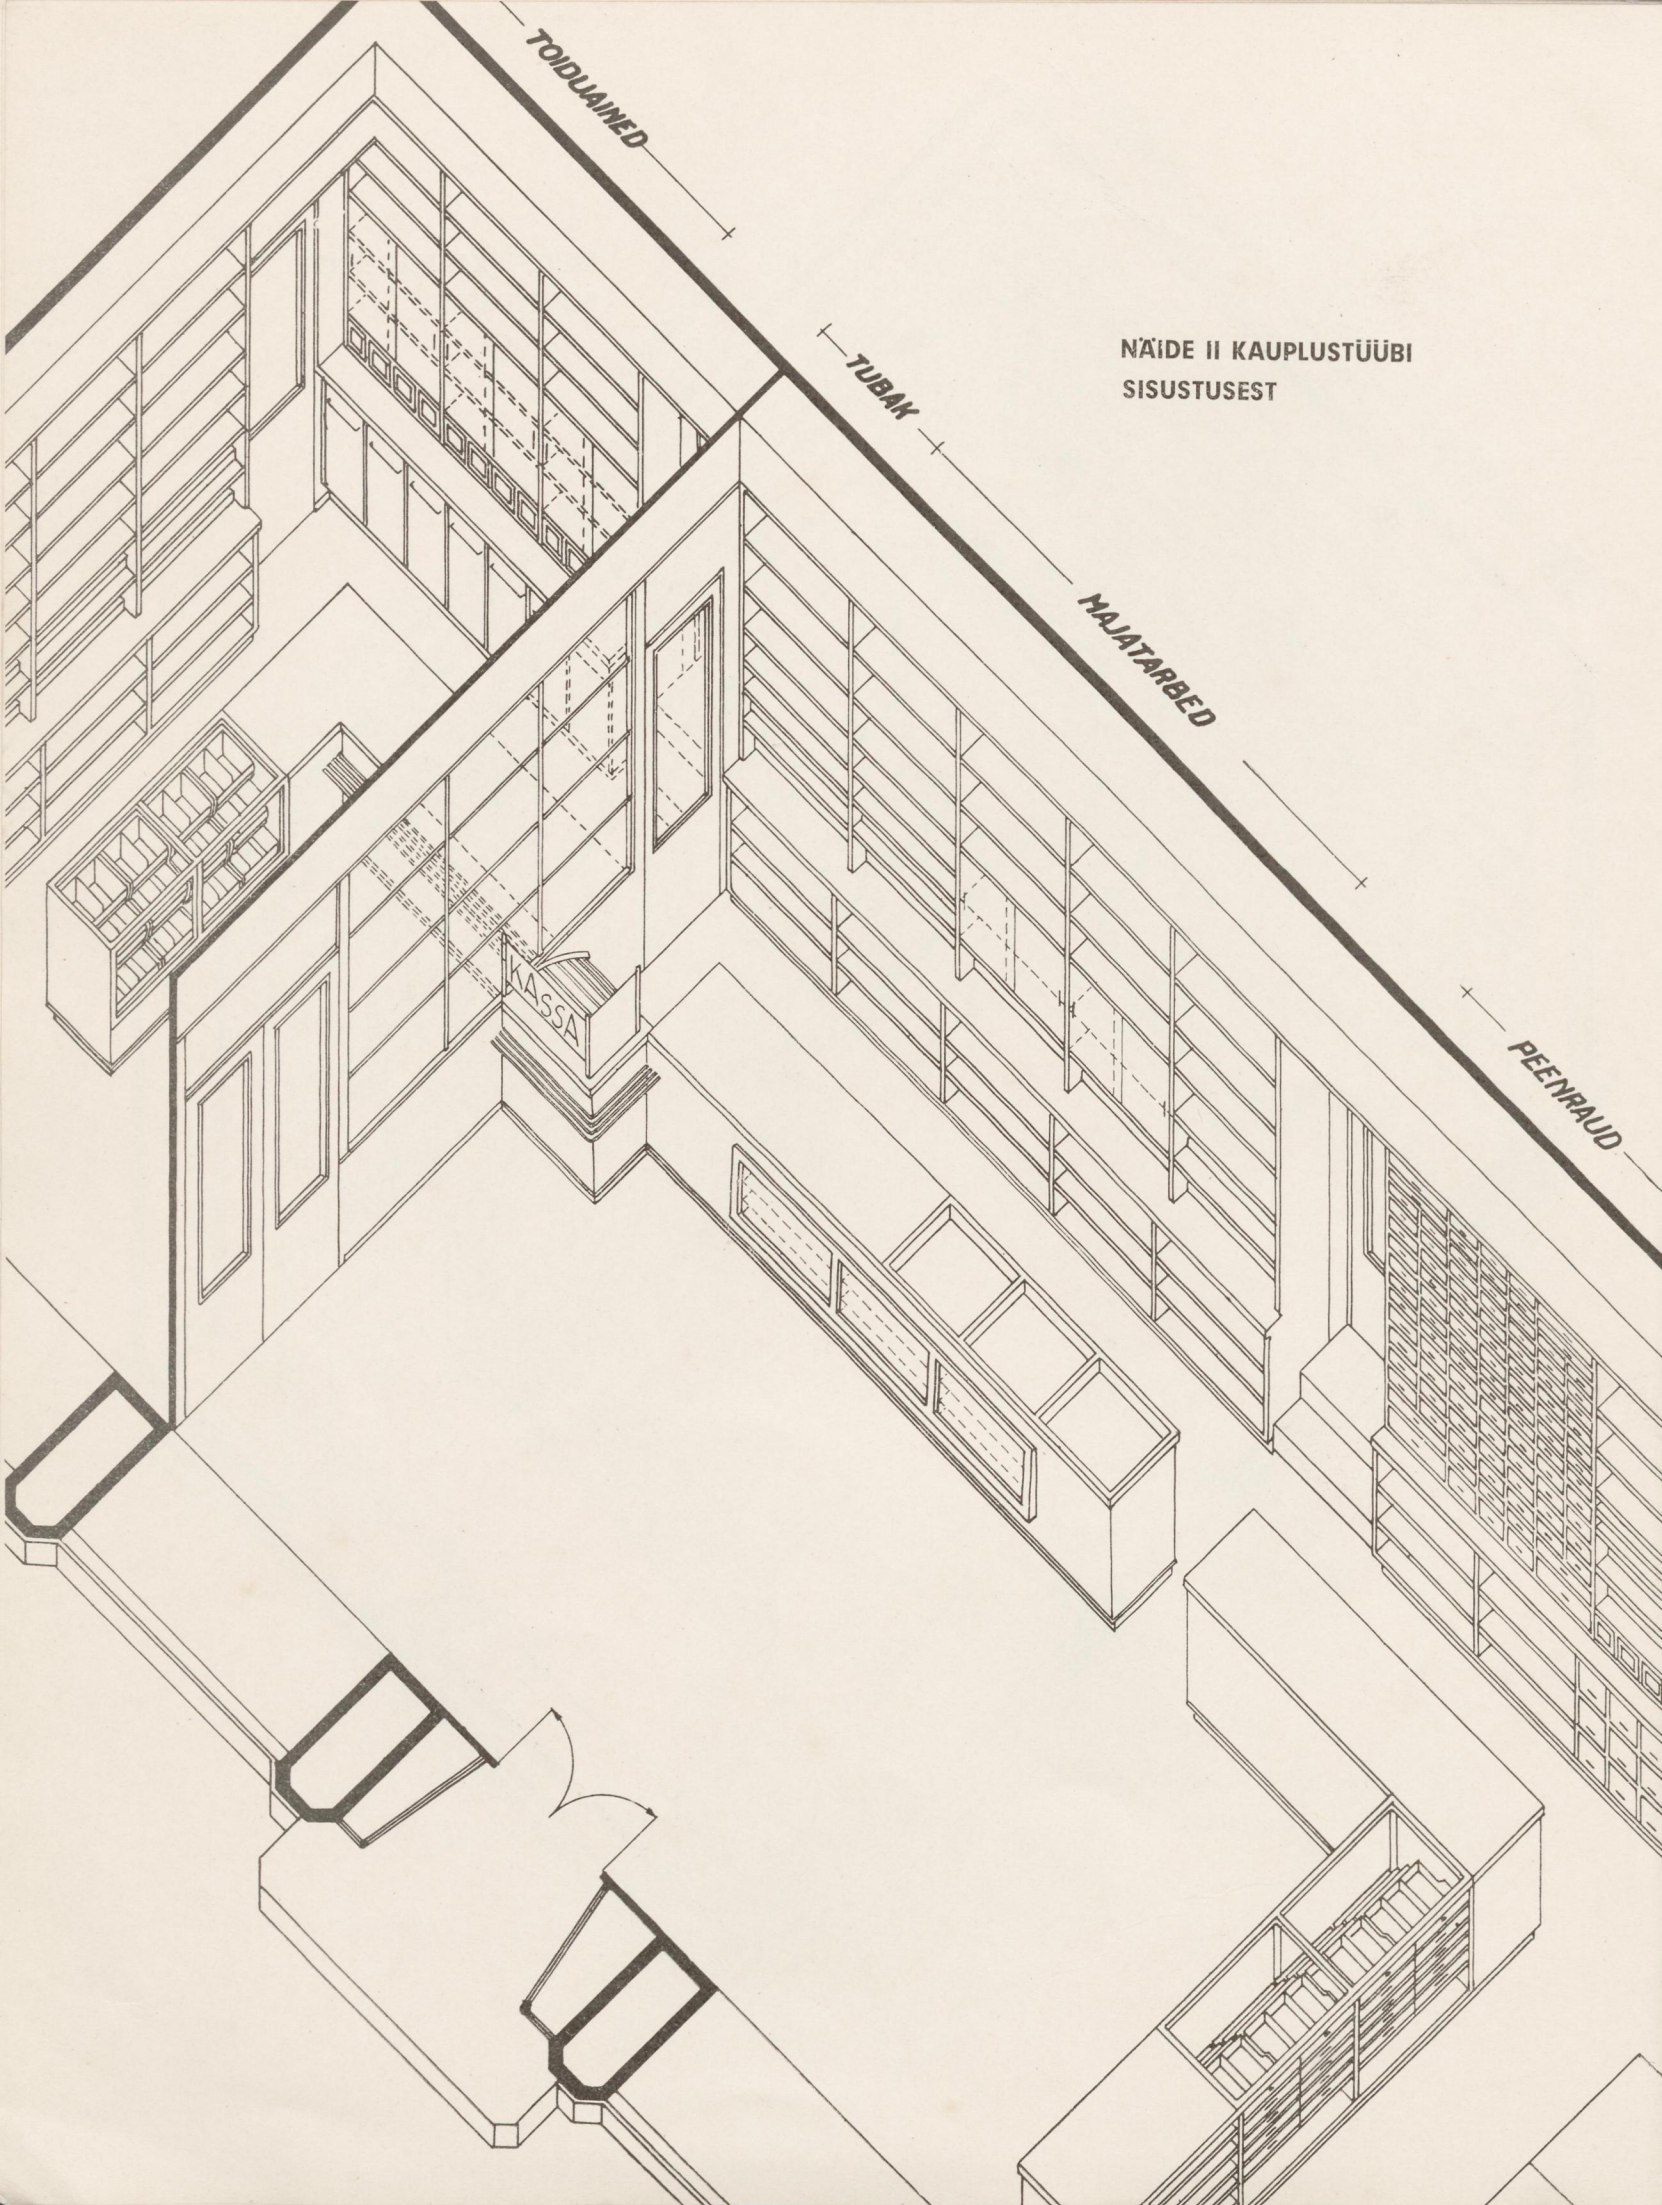 TOIDUAINED
TUBAK
NÄIDE II KAUPLUSTÜÜBI
SISUSTUSEST
MAJATARBED
KASSA
PEENRAUD